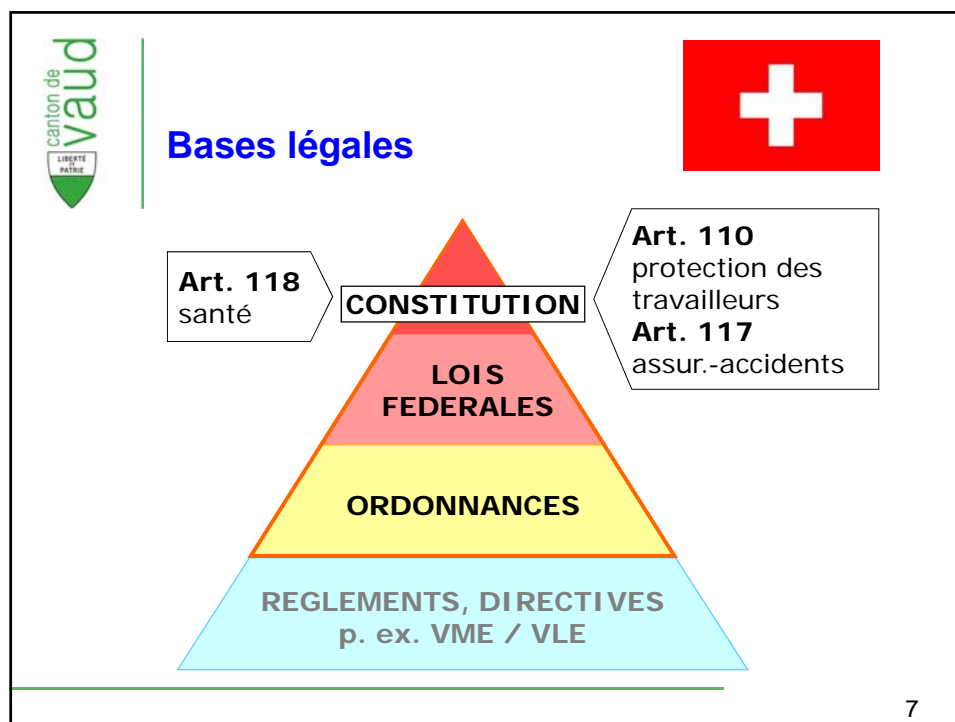 canton de
vaud
LIBERTÉ
ET
PATRIE
Bases légales
Art. 118
santé
CONSTITUTION
Art. 110
protection des
travailleurs
Art. 117
assur.-accidents
LOIS
FEDERALES
ORDONNANCES
REGLEMENTS, DIRECTIVES
p. ex. VME / VLE
7